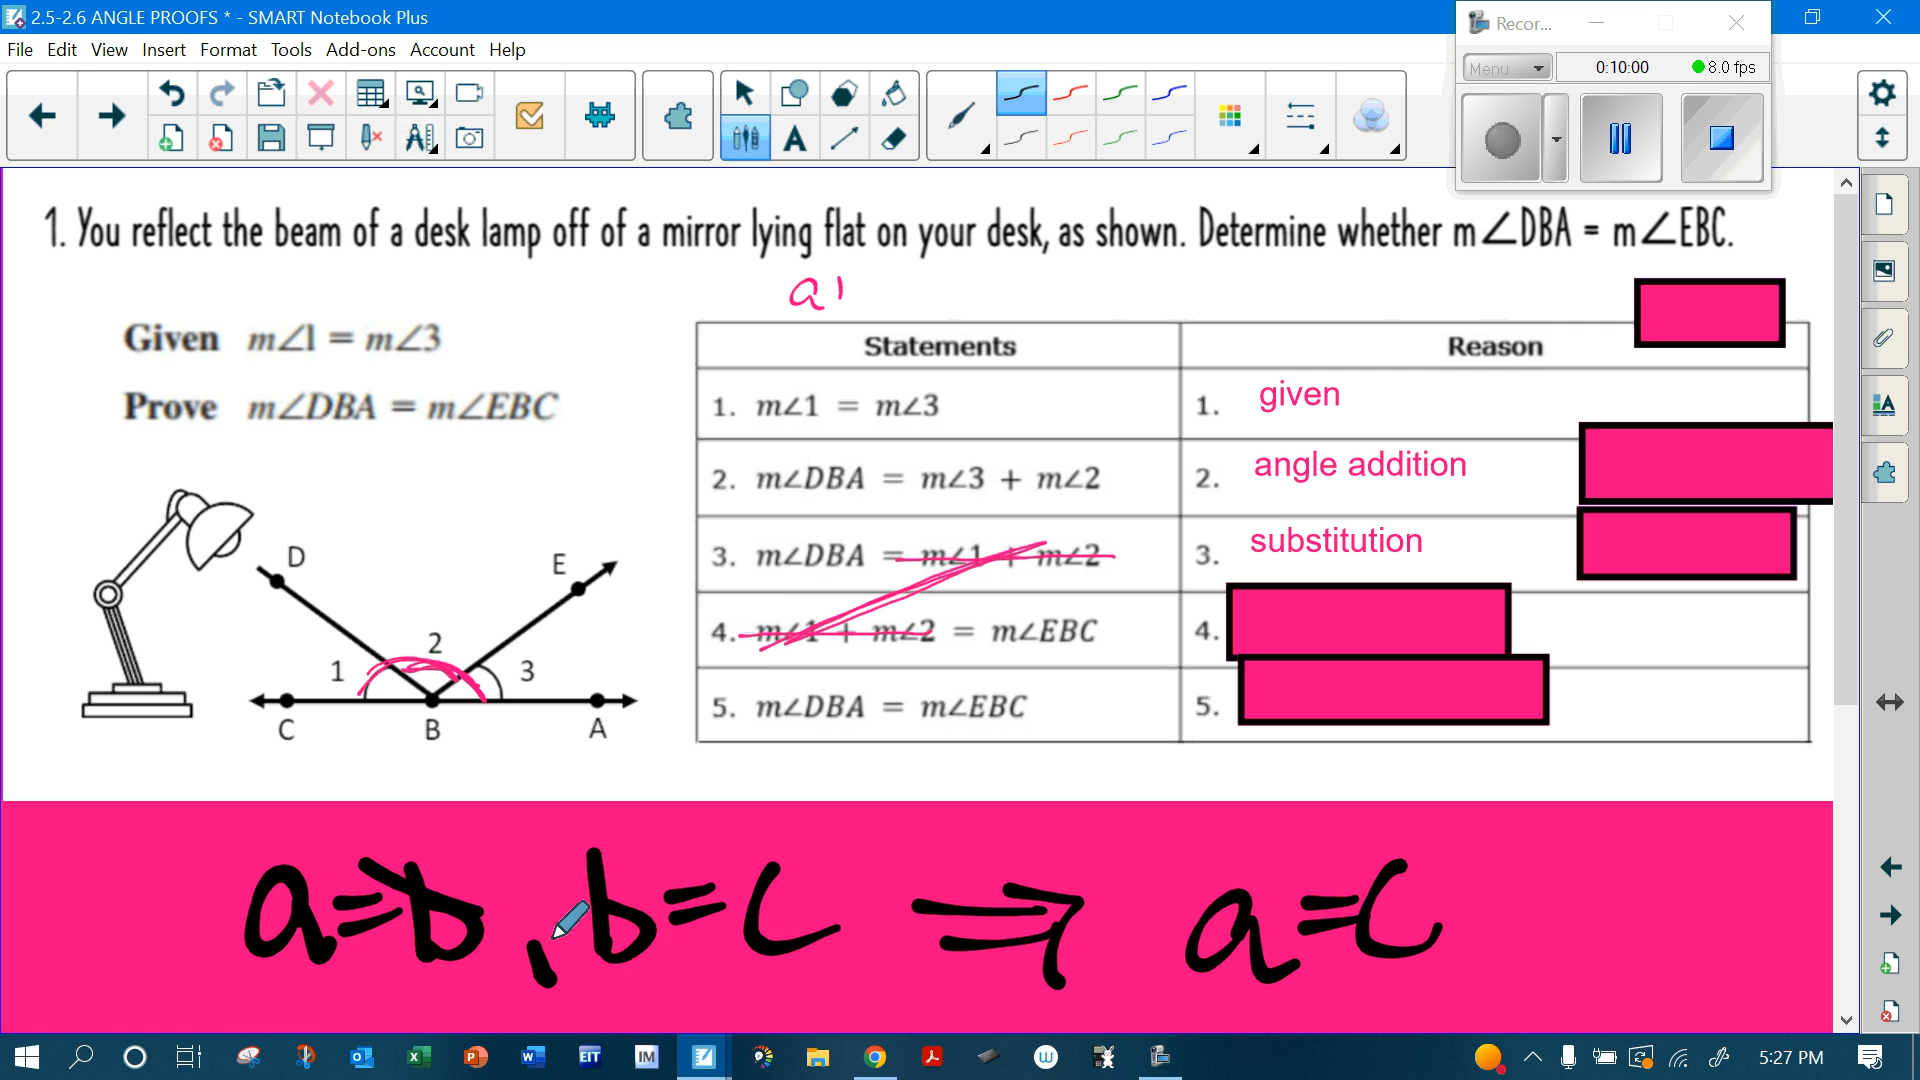 2.5-2.6 ANGLE PROOFS * - SMART Notebook Plus
Recor...
File Edit View Insert Format Tools Add-ons Account Help
Menu
0:10:00
8.0 fps
1. You reflect the beam of a desk lamp off of a mirror lying flat on your desk, as shown. Determine whether m∠DBA = m∠EBC.
a
Given m∠1 = m∠3
Prove m∠DBA = m∠EBC
Statements Reason
1. m∠1 = m∠3 1. given
2. m∠DBA = m∠3 + m∠2 2. angle addition
3. m∠DBA = m∠1 + m∠2 3. substitution
4. m∠1 + m∠2 = m∠EBC 4.
5. m∠DBA = m∠EBC 5.
D
E
2
1
3
C
B
A
a=b, b=c ⇒ a=c
EIT
IM
5:27 PM